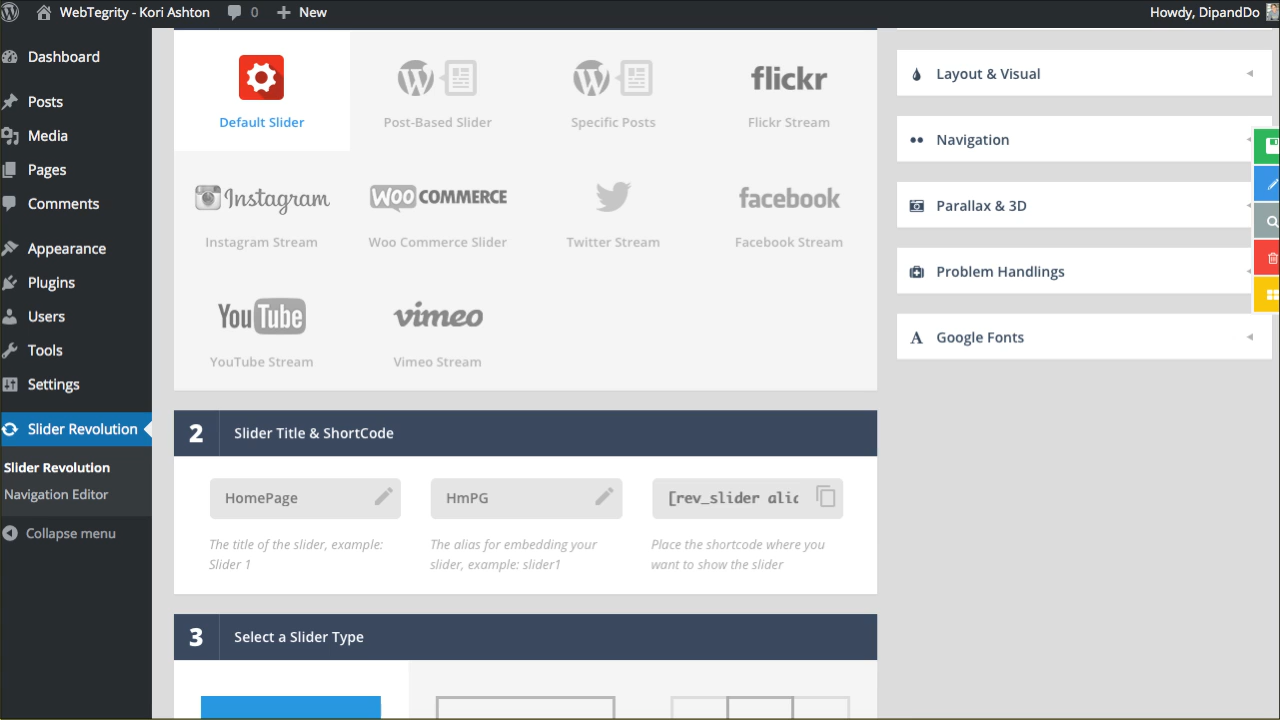 WebTegrity - Kori Ashton
0
New
Howdy, DipandDo
Dashboard
Posts
Media
Pages
Comments
Appearance
Plugins
Users
Tools
Settings
Slider Revolution
Slider Revolution
Navigation Editor
Collapse menu
Default Slider
Post-Based Slider
Specific Posts
flickr
Flickr Stream
Instagram
Instagram Stream
WOO COMMERCE
Woo Commerce Slider
Twitter Stream
facebook
Facebook Stream
YouTube
YouTube Stream
vimeo
Vimeo Stream
2 Slider Title & ShortCode
HomePage
The title of the slider, example:
Slider 1
HmPG
The alias for embedding your
slider, example: slider1
[rev_slider alic
Place the shortcode where you
want to show the slider
3 Select a Slider Type
Layout & Visual
Navigation
Parallax & 3D
Problem Handlings
Google Fonts